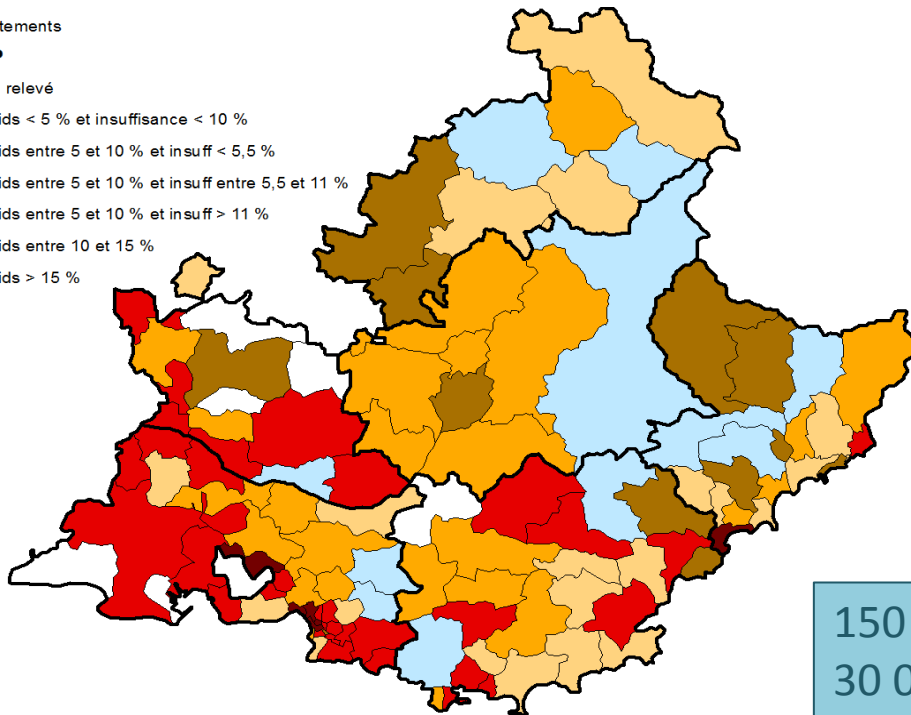 tements
relevé
ids < 5 % et insuffisance < 10 %
ids entre 5 et 10 % et insuff < 5,5 %
ids entre 5 et 10 % et insuff entre 5,5 et 11 %
ids entre 5 et 10 % et insuff > 11 %
ids entre 10 et 15 %
ids > 15 %
150
30 0